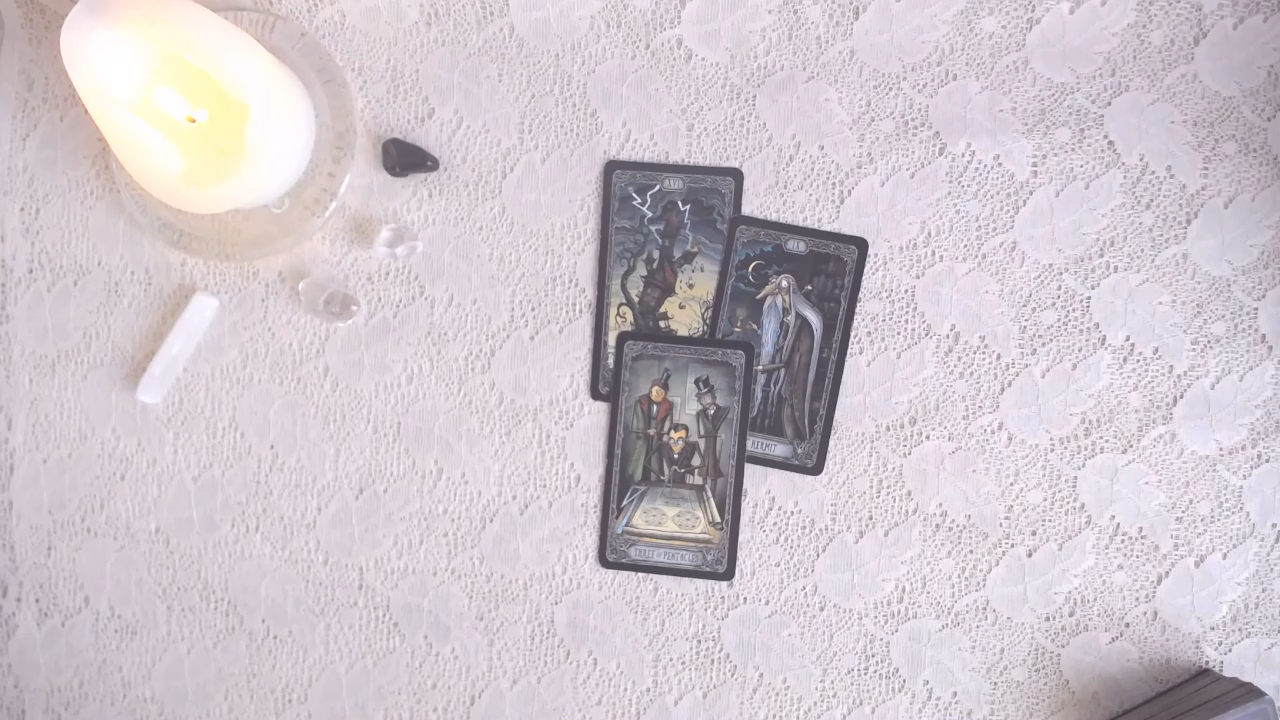 XVI
IX
HERMIT
THREE OF PENTACLES